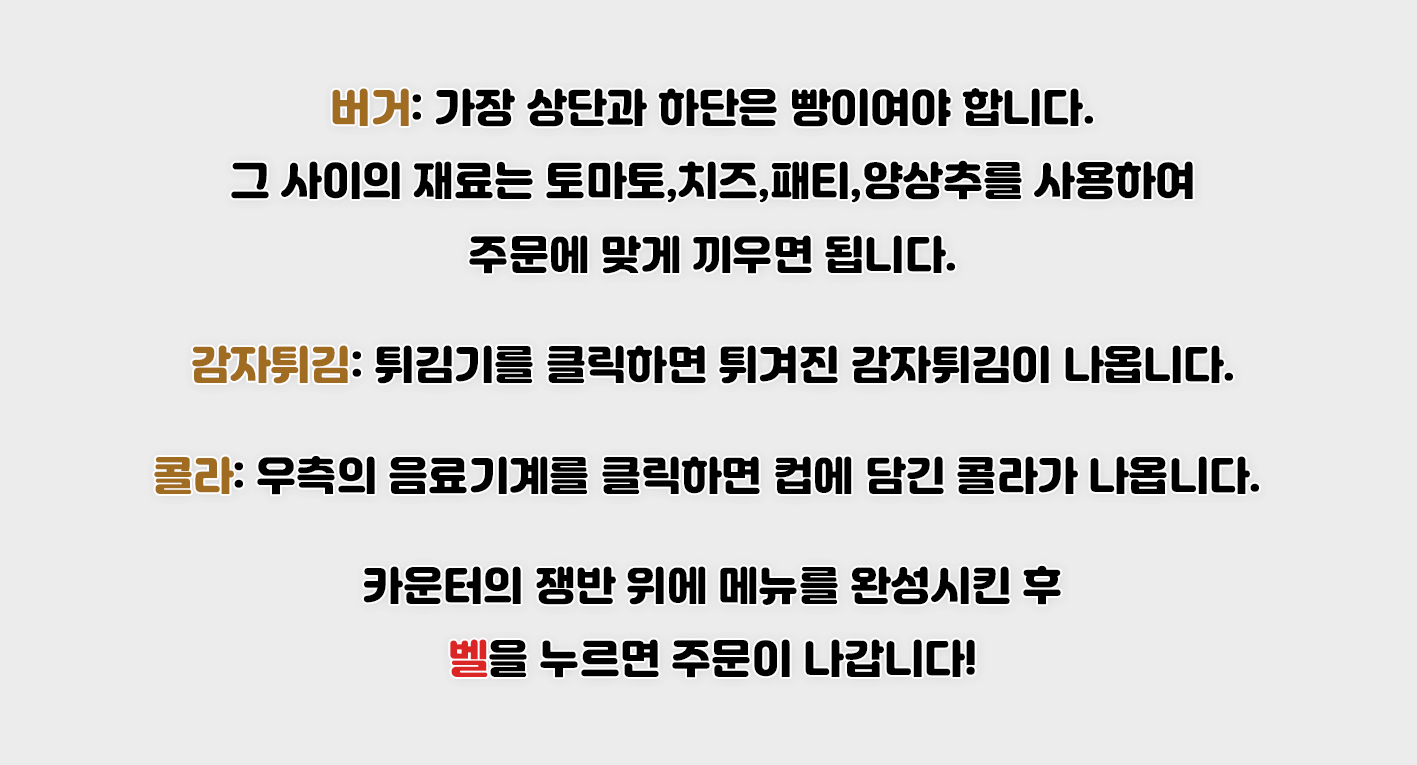 버거: 가장 상단과 하단은 빵이여야 합니다.
그 사이의 재료는 토마토,치즈,패티,양상추를 사용하여
주문에 맞게 끼우면 됩니다.
감자튀김: 튀김기를 클릭하면 튀겨진 감자튀김이 나옵니다.
콜라: 우측의 음료기계를 클릭하면 컵에 담긴 콜라가 나옵니다.
카운터의 쟁반 위에 메뉴를 완성시킨 후
벨을 누르면 주문이 나갑니다!